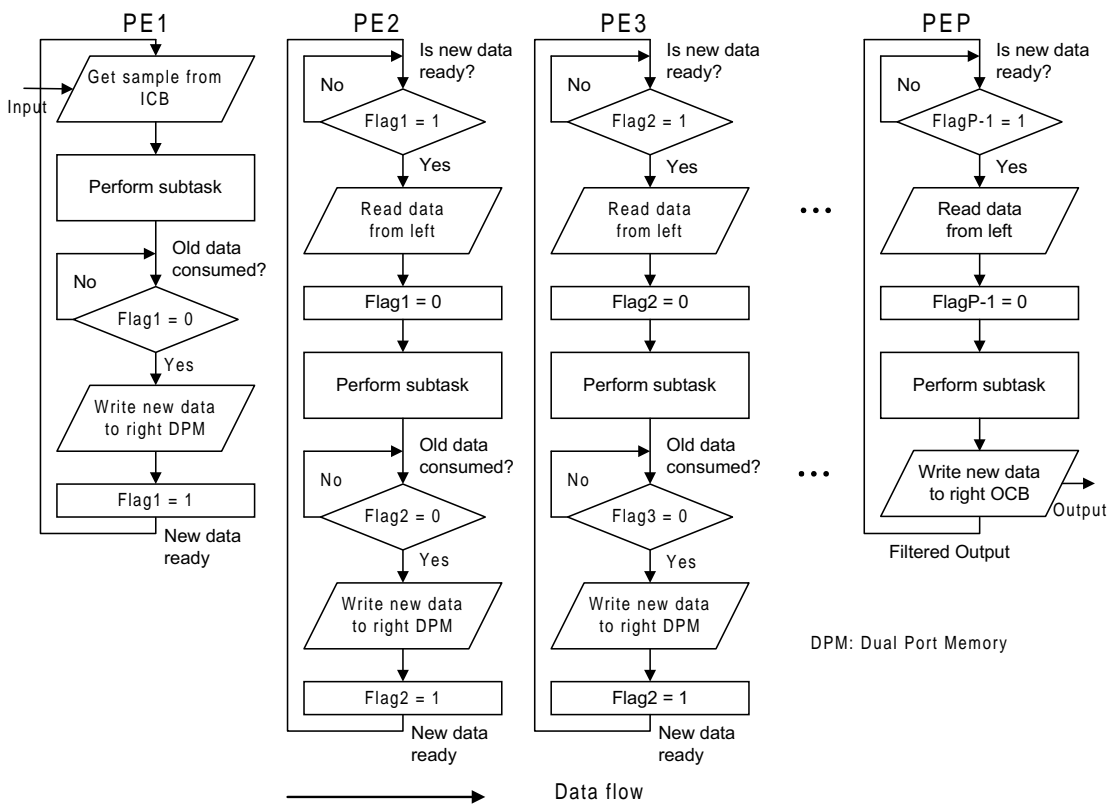 PE1
Input
Get sample from
ICB
Perform subtask
Old data
consumed?
No
Flag1 = 0
Yes
Write new data
to right DPM
Flag1 = 1
New data
ready
PE2
Is new data
ready?
No
Flag1 = 1
Yes
Read data
from left
Flag1 = 0
Perform subtask
Old data
consumed?
No
Flag2 = 0
Yes
Write new data
to right DPM
Flag2 = 1
New data
ready
PE3
Is new data
ready?
No
Flag2 = 1
Yes
Read data
from left
Flag2 = 0
Perform subtask
Old data
consumed?
No
Flag3 = 0
Yes
Write new data
to right DPM
Flag2 = 1
New data
ready
...
...
PEP
Is new data
ready?
No
FlagP-1 = 1
Yes
Read data
from left
FlagP-1 = 0
Perform subtask
Write new data
to right OCB
Output
Filtered Output
DPM: Dual Port Memory
Data flow